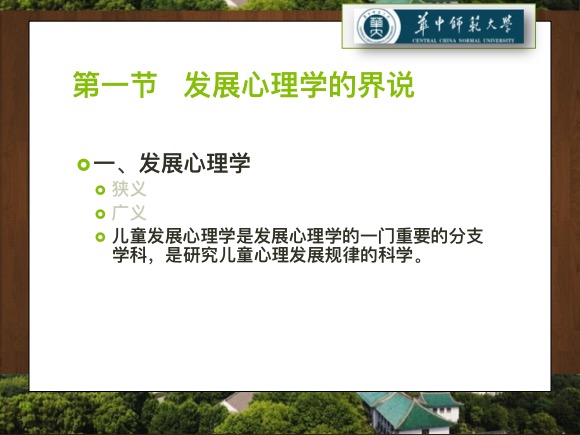 華中師範大學
CENTRAL CHINA NORMAL UNIVERSITY
第一节 发展心理学的界说
一、发展心理学
狭义
广义
儿童发展心理学是发展心理学的一门重要的分支
学科，是研究儿童心理发展规律的科学。